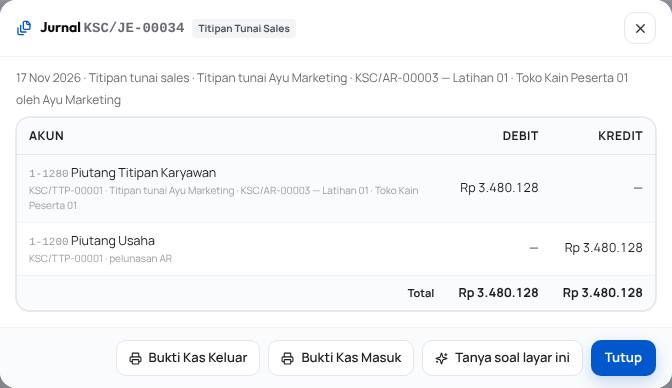 Jurnal KSC/JE-00034 Titipan Tunai Sales
17 Nov 2026 · Titipan tunai sales · Titipan tunai Ayu Marketing · KSC/AR-00003 — Latihan 01 · Toko Kain Peserta 01
oleh Ayu Marketing
AKUN DEBIT KREDIT
1-1280 Piutang Titipan Karyawan
KSC/TTP-00001 · Titipan tunai Ayu Marketing · KSC/AR-00003 — Latihan 01 · Toko Kain
Peserta 01
Rp 3.480.128 —
1-1200 Piutang Usaha
KSC/TTP-00001 · pelunasan AR
— Rp 3.480.128
Total Rp 3.480.128 Rp 3.480.128
Bukti Kas Keluar Bukti Kas Masuk Tanya soal layar ini Tutup